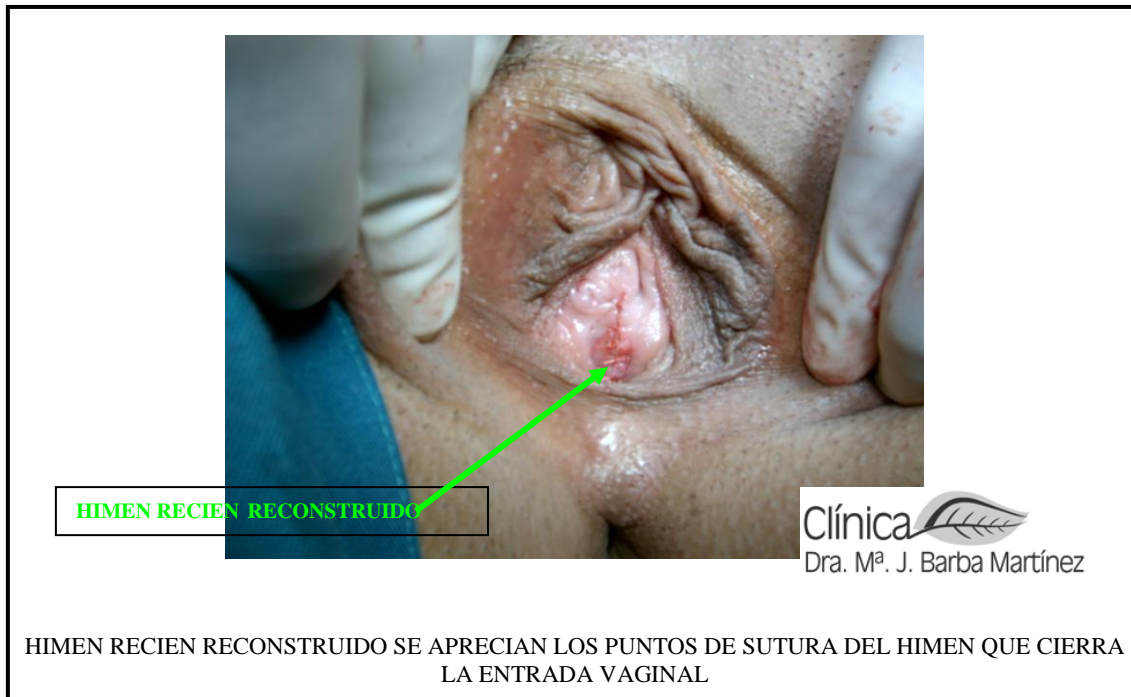 HIMEN RECIEN RECONSTRUIDO
Clínica
Dra. Mª. J. Barba Martínez
HIMEN RECIEN RECONSTRUIDO SE APRECIAN LOS PUNTOS DE SUTURA DEL HIMEN QUE CIERRA
LA ENTRADA VAGINAL